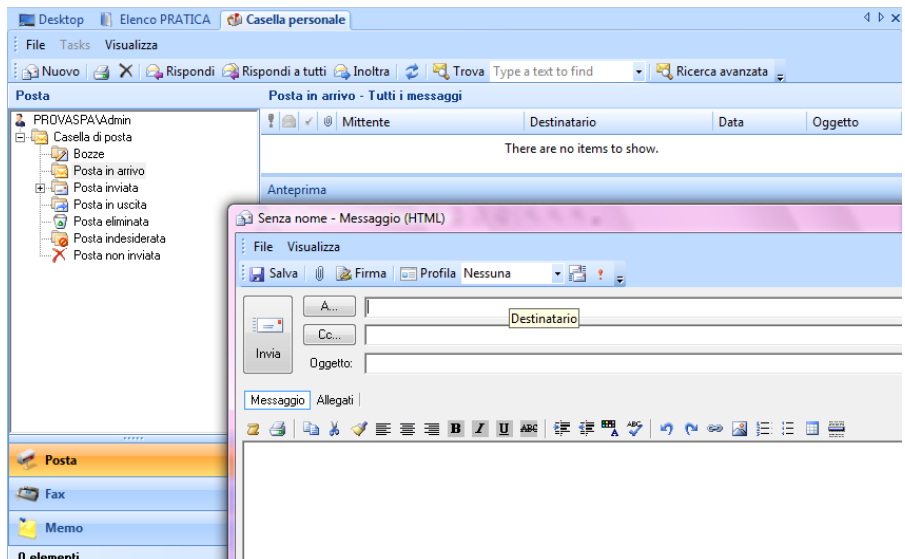 Desktop Elenco PRATICA Casella personale
File Tasks Visualizza
Nuovo Rispondi Rispondi a tutti Inoltra Trova Type a text to find Ricerca avanzata
Posta Posta in arrivo - Tutti i messaggi
PROVASPA\Admin Mittente Destinatario Data Oggetto
Casella di posta
There are no items to show.
Bozze
Posta in arrivo
Posta inviata
Anteprima
Posta in uscita
Posta eliminata
Posta indesiderata
Posta non inviata
Senza nome - Messaggio (HTML)
File Visualizza
Salva Firma Profila Nessuna
A...
Destinatario
Cc...
Invia
Oggetto:
Messaggio Allegati
B I U ABC
Posta
Fax
Memo
0 elementi